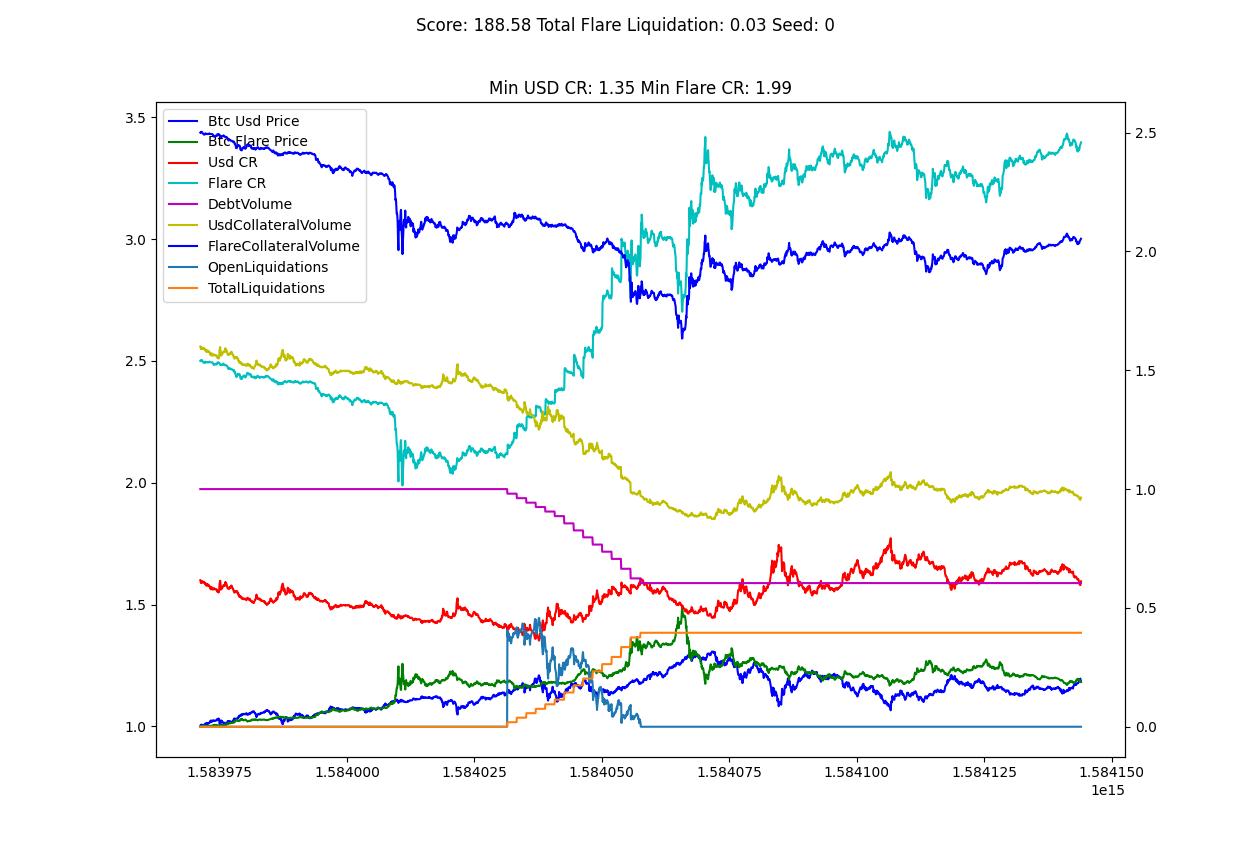 Score: 188.58 Total Flare Liquidation: 0.03 Seed: 0
Min USD CR: 1.35 Min Flare CR: 1.99
Btc Usd Price
Btc Flare Price
Usd CR
Flare CR
DebtVolume
UsdCollateralVolume
FlareCollateralVolume
OpenLiquidations
TotalLiquidations
3.5
3.0
2.5
2.0
1.5
1.0
2.5
2.0
1.5
1.0
0.5
0.0
1.583975 1.584000 1.584025 1.584050 1.584075 1.584100 1.584125 1.584150
1e15